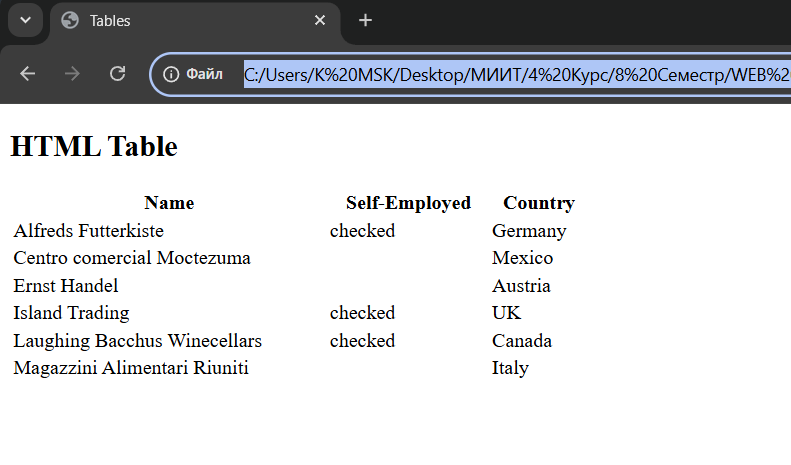 Tables
Файл C:/Users/K%20MSK/Desktop/МИИТ/4%20Курс/8%20Семестр/WEB%20
HTML Table
Name Self-Employed Country
Alfreds Futterkiste checked Germany
Centro comercial Moctezuma Mexico
Ernst Handel Austria
Island Trading checked UK
Laughing Bacchus Winecellars checked Canada
Magazzini Alimentari Riuniti Italy